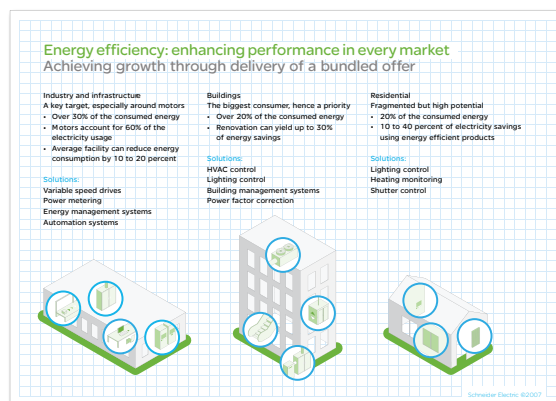 Energy efficiency: enhancing performance in every market
Achieving growth through delivery of a bundled offer
Industry and infrastructue
A key target, especially around motors
• Over 30% of the consumed energy
• Motors account for 60% of the
electricity usage
• Average facility can reduce energy
consumption by 10 to 20 percent
Solutions:
Variable speed drives
Power metering
Energy management systems
Automation systems
Buildings
The biggest consumer, hence a priority
• Over 20% of the consumed energy
• Renovation can yield up to 30%
of energy savings
Solutions:
HVAC control
Lighting control
Building management systems
Power factor correction
Residential
Fragmented but high potential
• 20% of the consumed energy
• 10 to 40 percent of electricity savings
using energy efficient products
Solutions:
Lighting control
Heating monitoring
Shutter control
Schneider Electric ©2007